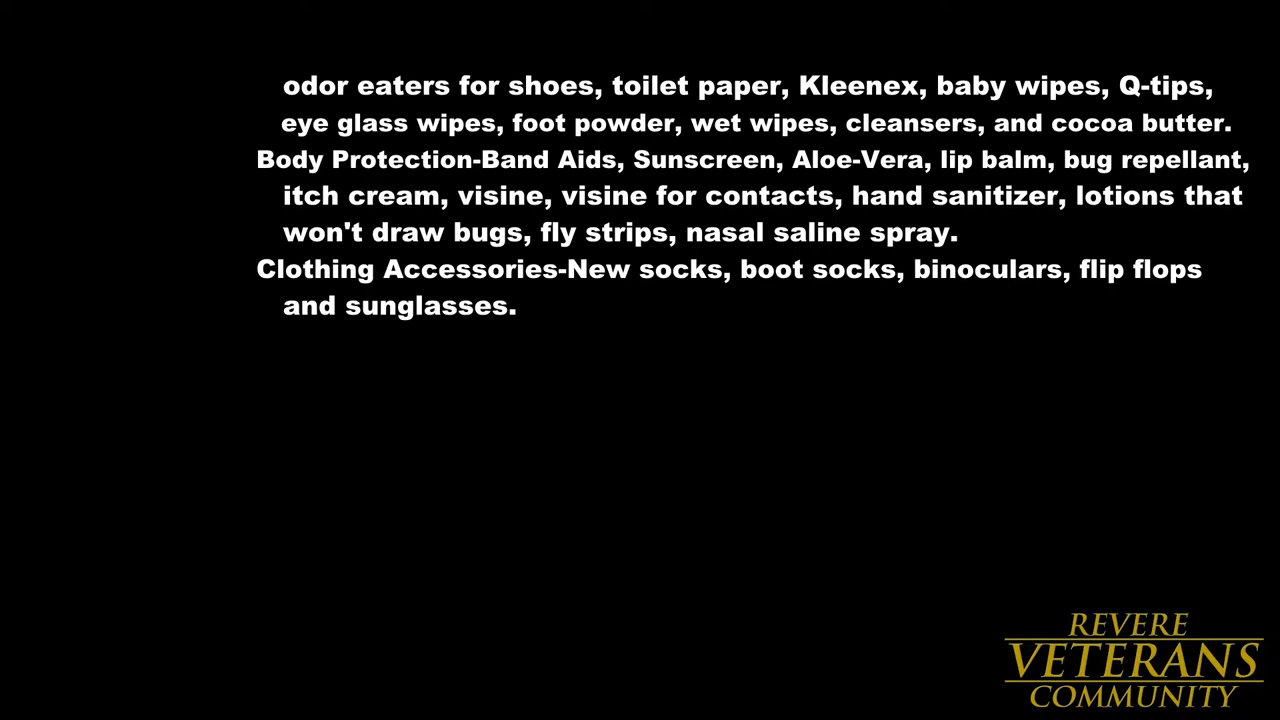 odor eaters for shoes, toilet paper, Kleenex, baby wipes, Q-tips,
eye glass wipes, foot powder, wet wipes, cleansers, and cocoa butter.
Body Protection-Band Aids, Sunscreen, Aloe-Vera, lip balm, bug repellant,
itch cream, visine, visine for contacts, hand sanitizer, lotions that
won't draw bugs, fly strips, nasal saline spray.
Clothing Accessories-New socks, boot socks, binoculars, flip flops
and sunglasses.
REVERE
VETERANS
COMMUNITY